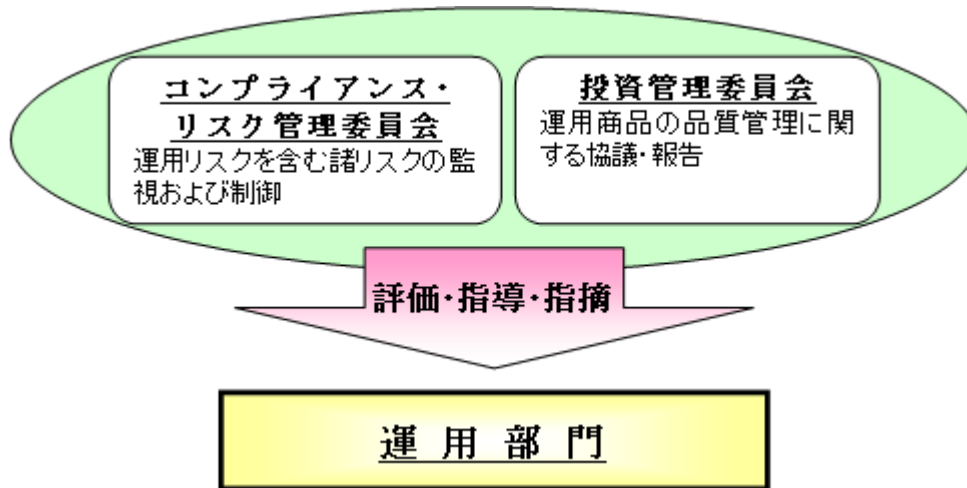 コンプライアンス・
リスク管理委員会
運用リスクを含む諸リスクの監
視および制御
投資管理委員会
運用商品の品質管理に関
する協議・報告
評価・指導・指摘
運用部門